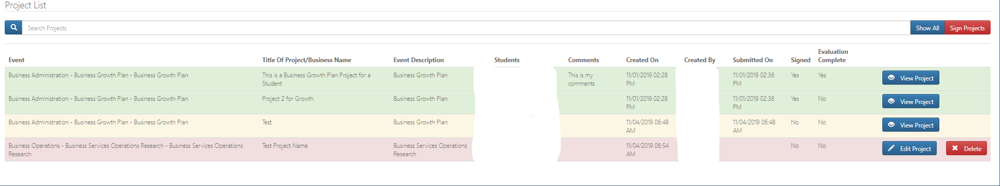 Project List
Search Projects
Show All
Sign Projects
Event
Title Of Project/Business Name
Event Description
Students
Comments
Created On
Created By
Submitted On
Signed
Evaluation
Complete
Business Administration - Business Growth Plan - Business Growth Plan
This is a Business Growth Plan Project for a
Student
Business Growth Plan
This is my
comments
11/01/2019 02:28
PM
11/01/2019 02:36
PM
Yes
Yes
View Project
Business Administration - Business Growth Plan - Business Growth Plan
Project 2 for Growth
Business Growth Plan
11/01/2019 02:28
PM
11/01/2019 02:36
PM
Yes
No
View Project
Business Administration - Business Growth Plan - Business Growth Plan
Test
Business Growth Plan
11/04/2019 06:48
AM
11/04/2019 06:48
AM
No
No
View Project
Business Operations - Business Services Operations Research - Business Services Operations
Research
Test Project Name
Business Services Operations
Research
11/04/2019 06:54
AM
No
No
Edit Project
Delete